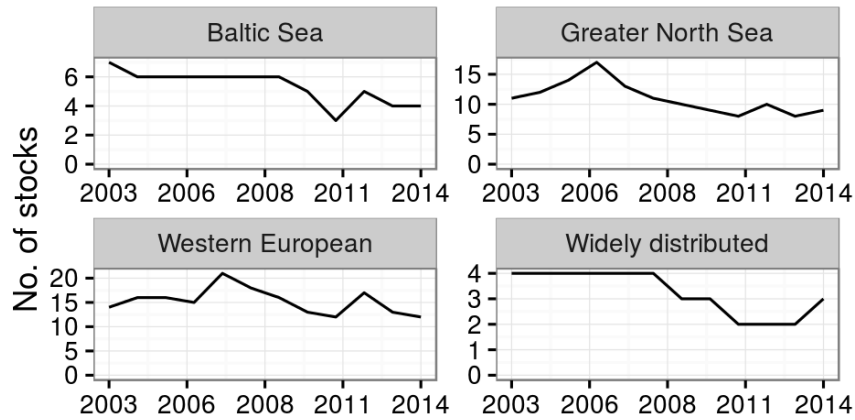 Baltic Sea
Greater North Sea
6
4
2
0
15
10
5
0
2003 2006 2008 2011 2014
2003 2006 2008 2011 2014
No. of stocks
Western European
Widely distributed
20
15
10
5
0
4
3
2
1
0
2003 2006 2008 2011 2014
2003 2006 2008 2011 2014